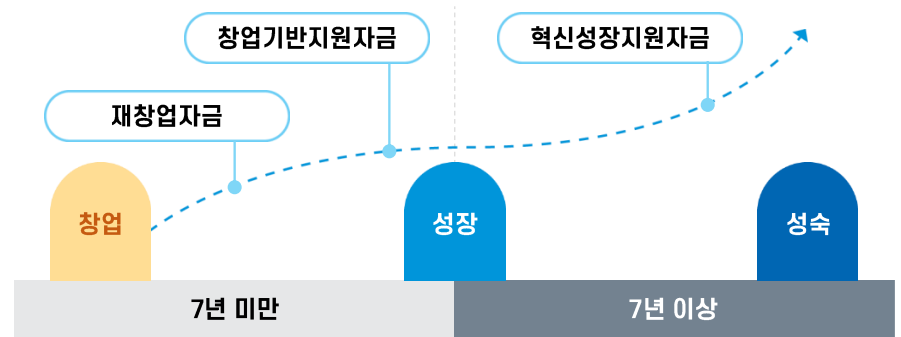 창업기반지원자금
혁신성장지원자금
재창업자금
창업
성장
성숙
7년 미만
7년 이상